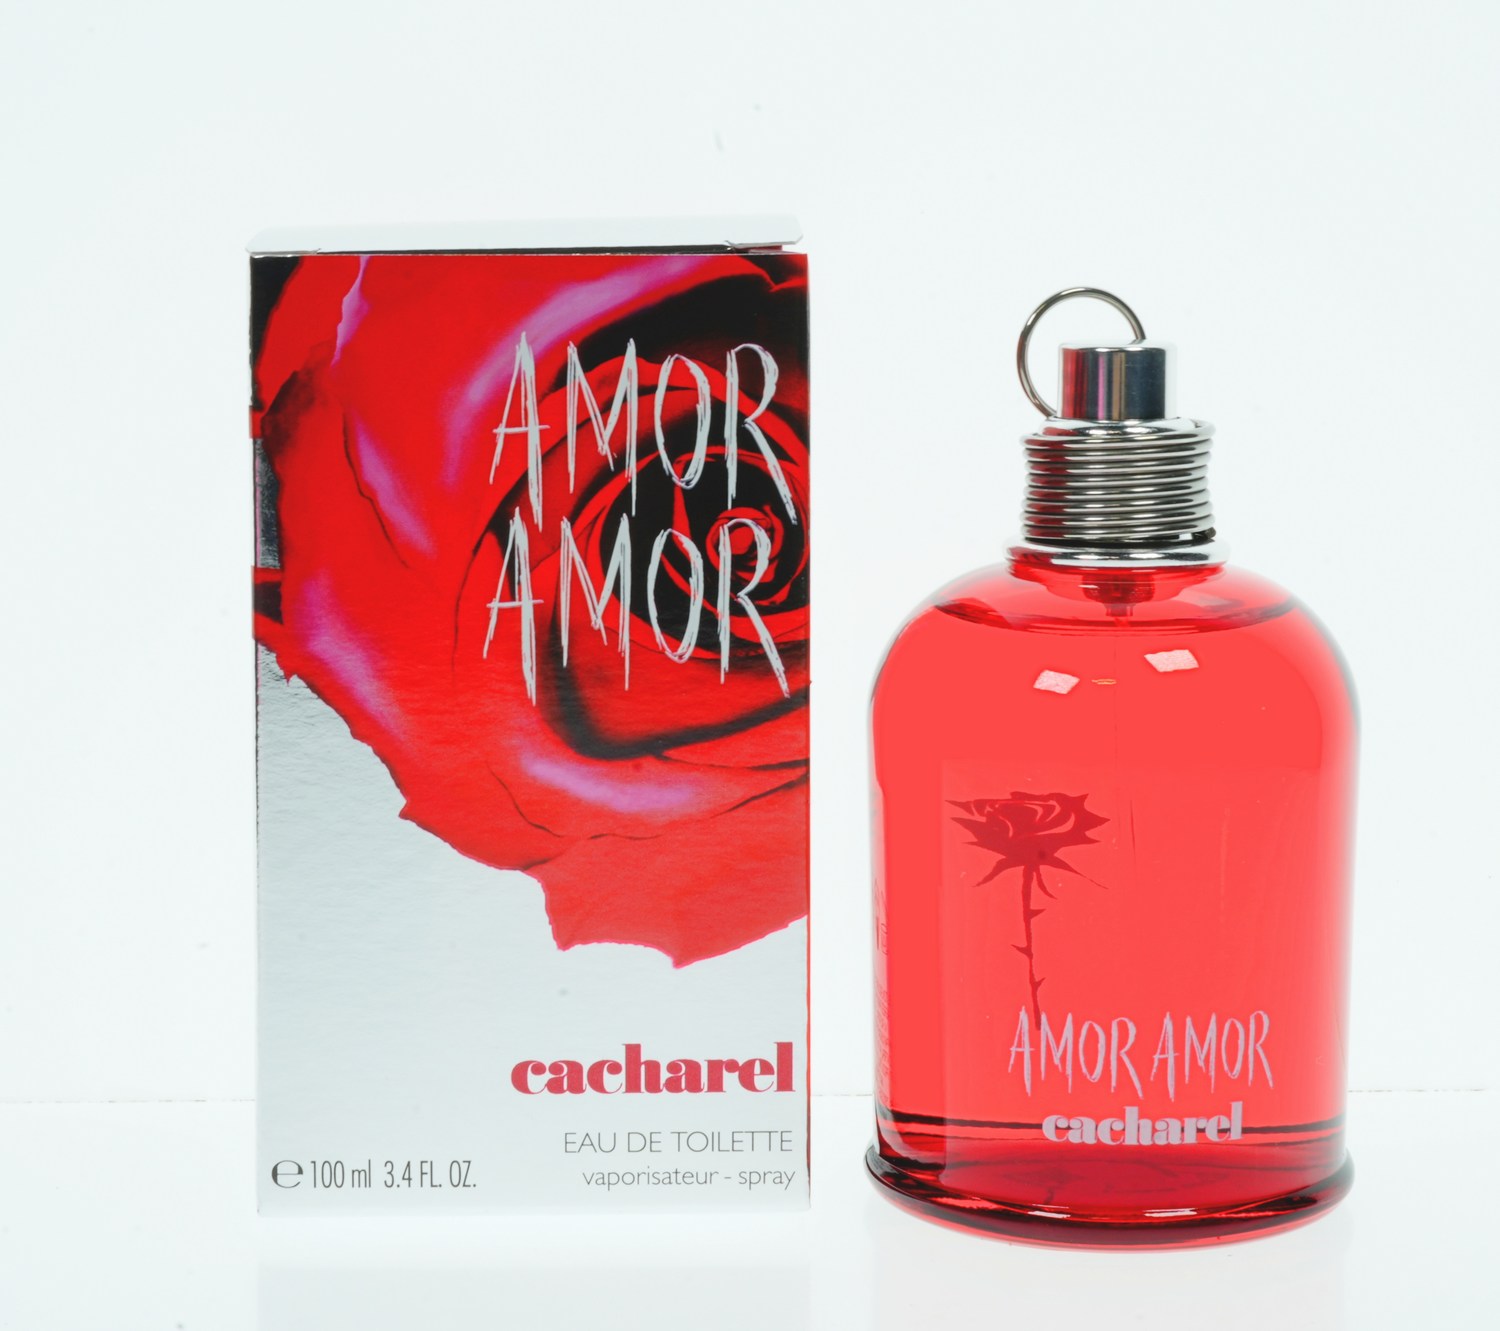 AMOR
AMOR
cacharel
EAU DE TOILETTE
vaporisateur - spray
℮ 100 ml 3.4 FL. OZ.
AMOR AMOR
cacharel